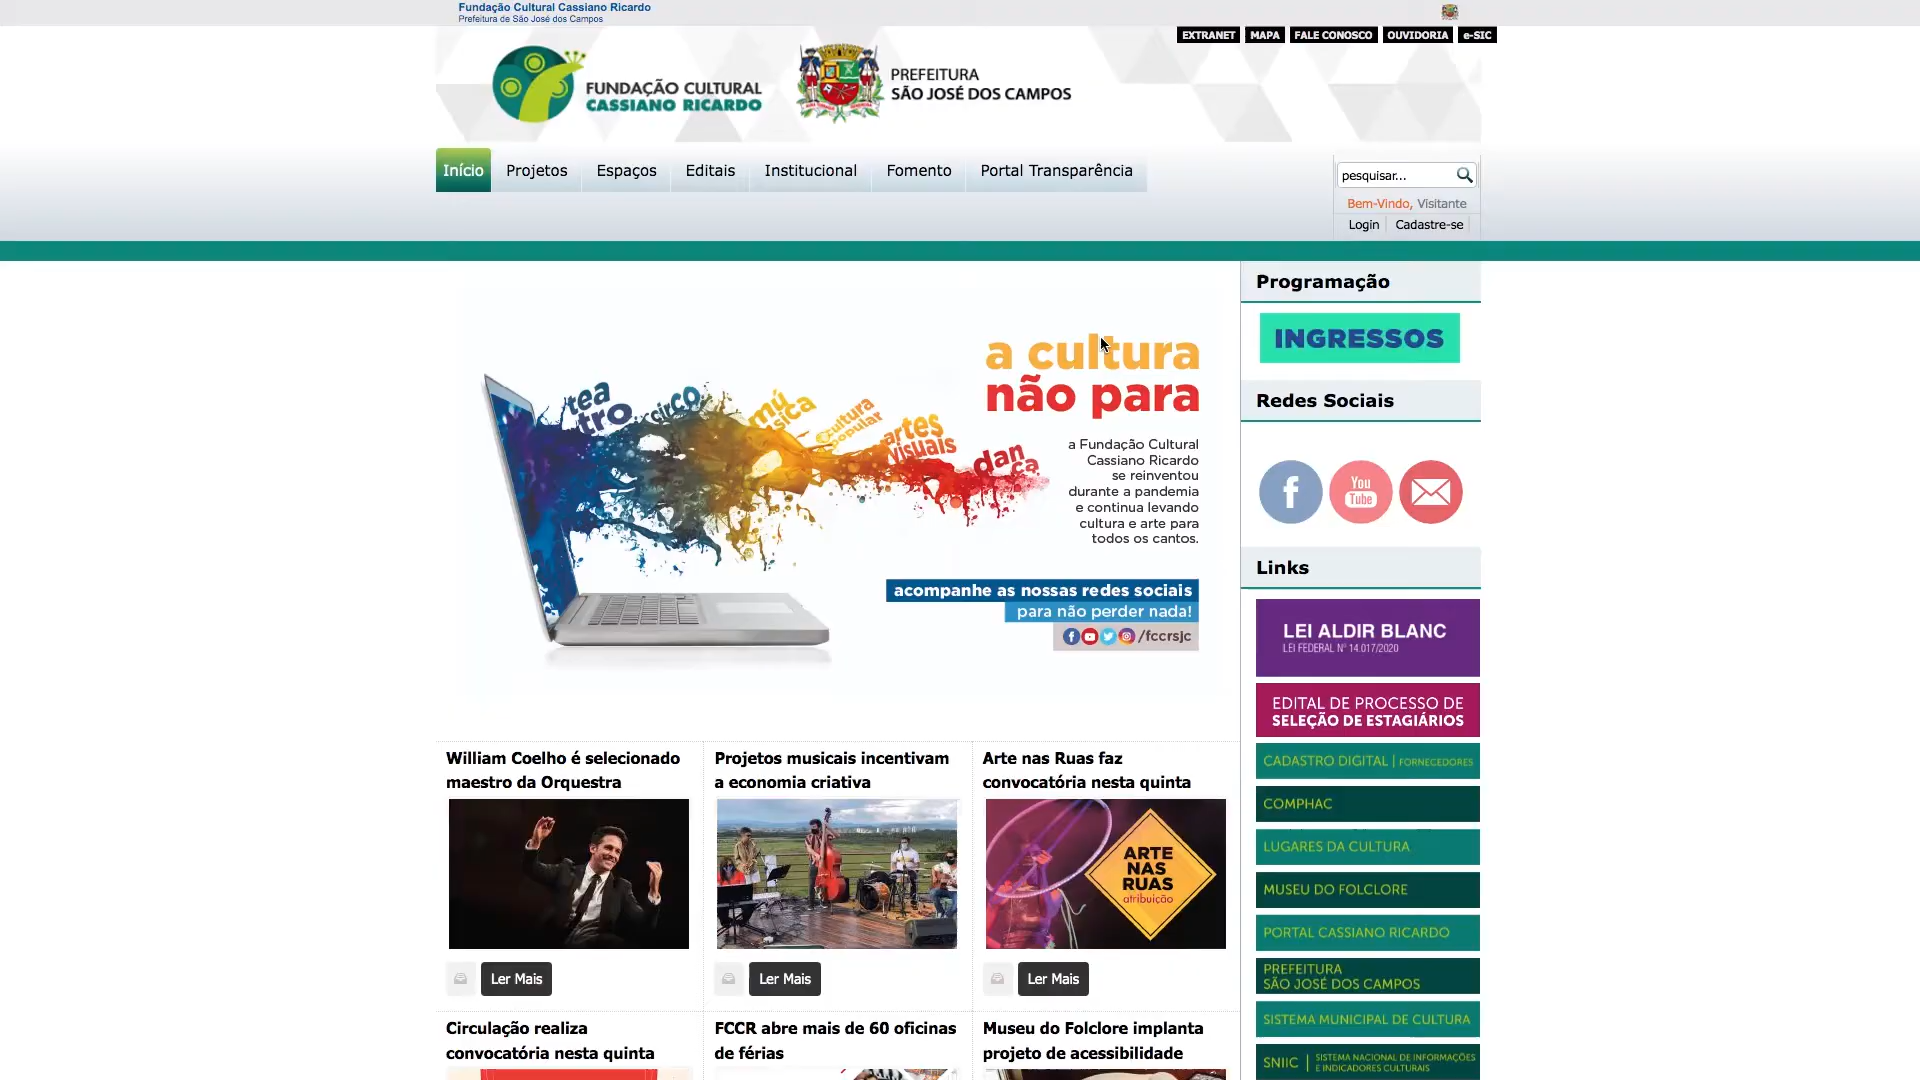 Fundação Cultural Cassiano Ricardo
Prefeitura de São José dos Campos
EXTRANET MAPA FALE CONOSCO OUVIDORIA e-SIC
FUNDAÇÃO CULTURAL
CASSIANO RICARDO
PREFEITURA
SÃO JOSÉ DOS CAMPOS
Início Projetos Espaços Editais Institucional Fomento Portal Transparência
pesquisar...
Bem-Vindo, Visitante
Login Cadastre-se
teatro
circo
música
cultura popular
artes visuais
dança
a cultura
não para
a Fundação Cultural
Cassiano Ricardo
se reinventou
durante a pandemia
e continua levando
cultura e arte para
todos os cantos.
acompanhe as nossas redes sociais
para não perder nada!
/fccrsjc
Programação
INGRESSOS
Redes Sociais
You
Tube
Links
LEI ALDIR BLANC
LEI FEDERAL Nº 14.017/2020
EDITAL DE PROCESSO DE
SELEÇÃO DE ESTAGIÁRIOS
CADASTRO DIGITAL | FORNECEDORES
COMPHAC
LUGARES DA CULTURA
MUSEU DO FOLCLORE
PORTAL CASSIANO RICARDO
PREFEITURA
SÃO JOSÉ DOS CAMPOS
SISTEMA MUNICIPAL DE CULTURA
SNIIC | SISTEMA NACIONAL DE INFORMAÇÕES
E INDICADORES CULTURAIS
William Coelho é selecionado
maestro da Orquestra
Ler Mais
Projetos musicais incentivam
a economia criativa
Ler Mais
Arte nas Ruas faz
convocatória nesta quinta
ARTE
NAS
RUAS
atribuição
Ler Mais
Circulação realiza
convocatória nesta quinta
FCCR abre mais de 60 oficinas
de férias
Museu do Folclore implanta
projeto de acessibilidade